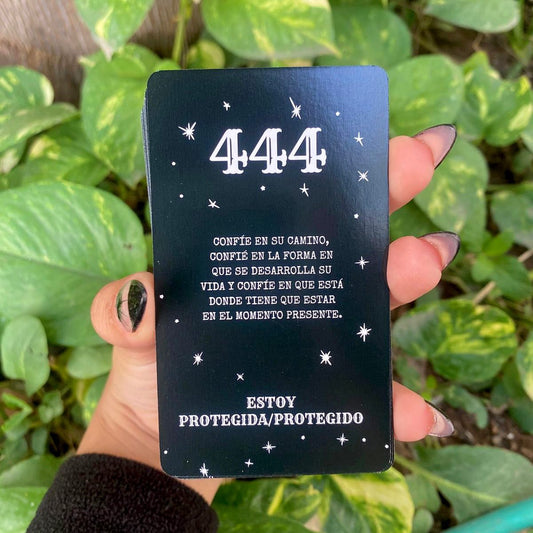 444
CONFÍE EN SU CAMINO,
CONFIÉ EN LA FORMA EN
QUE SE DESARROLLA SU
VIDA Y CONFÍE EN QUE ESTÁ
DONDE TIENE QUE ESTAR
EN EL MOMENTO PRESENTE.
ESTOY
PROTEGIDA/PROTEGIDO